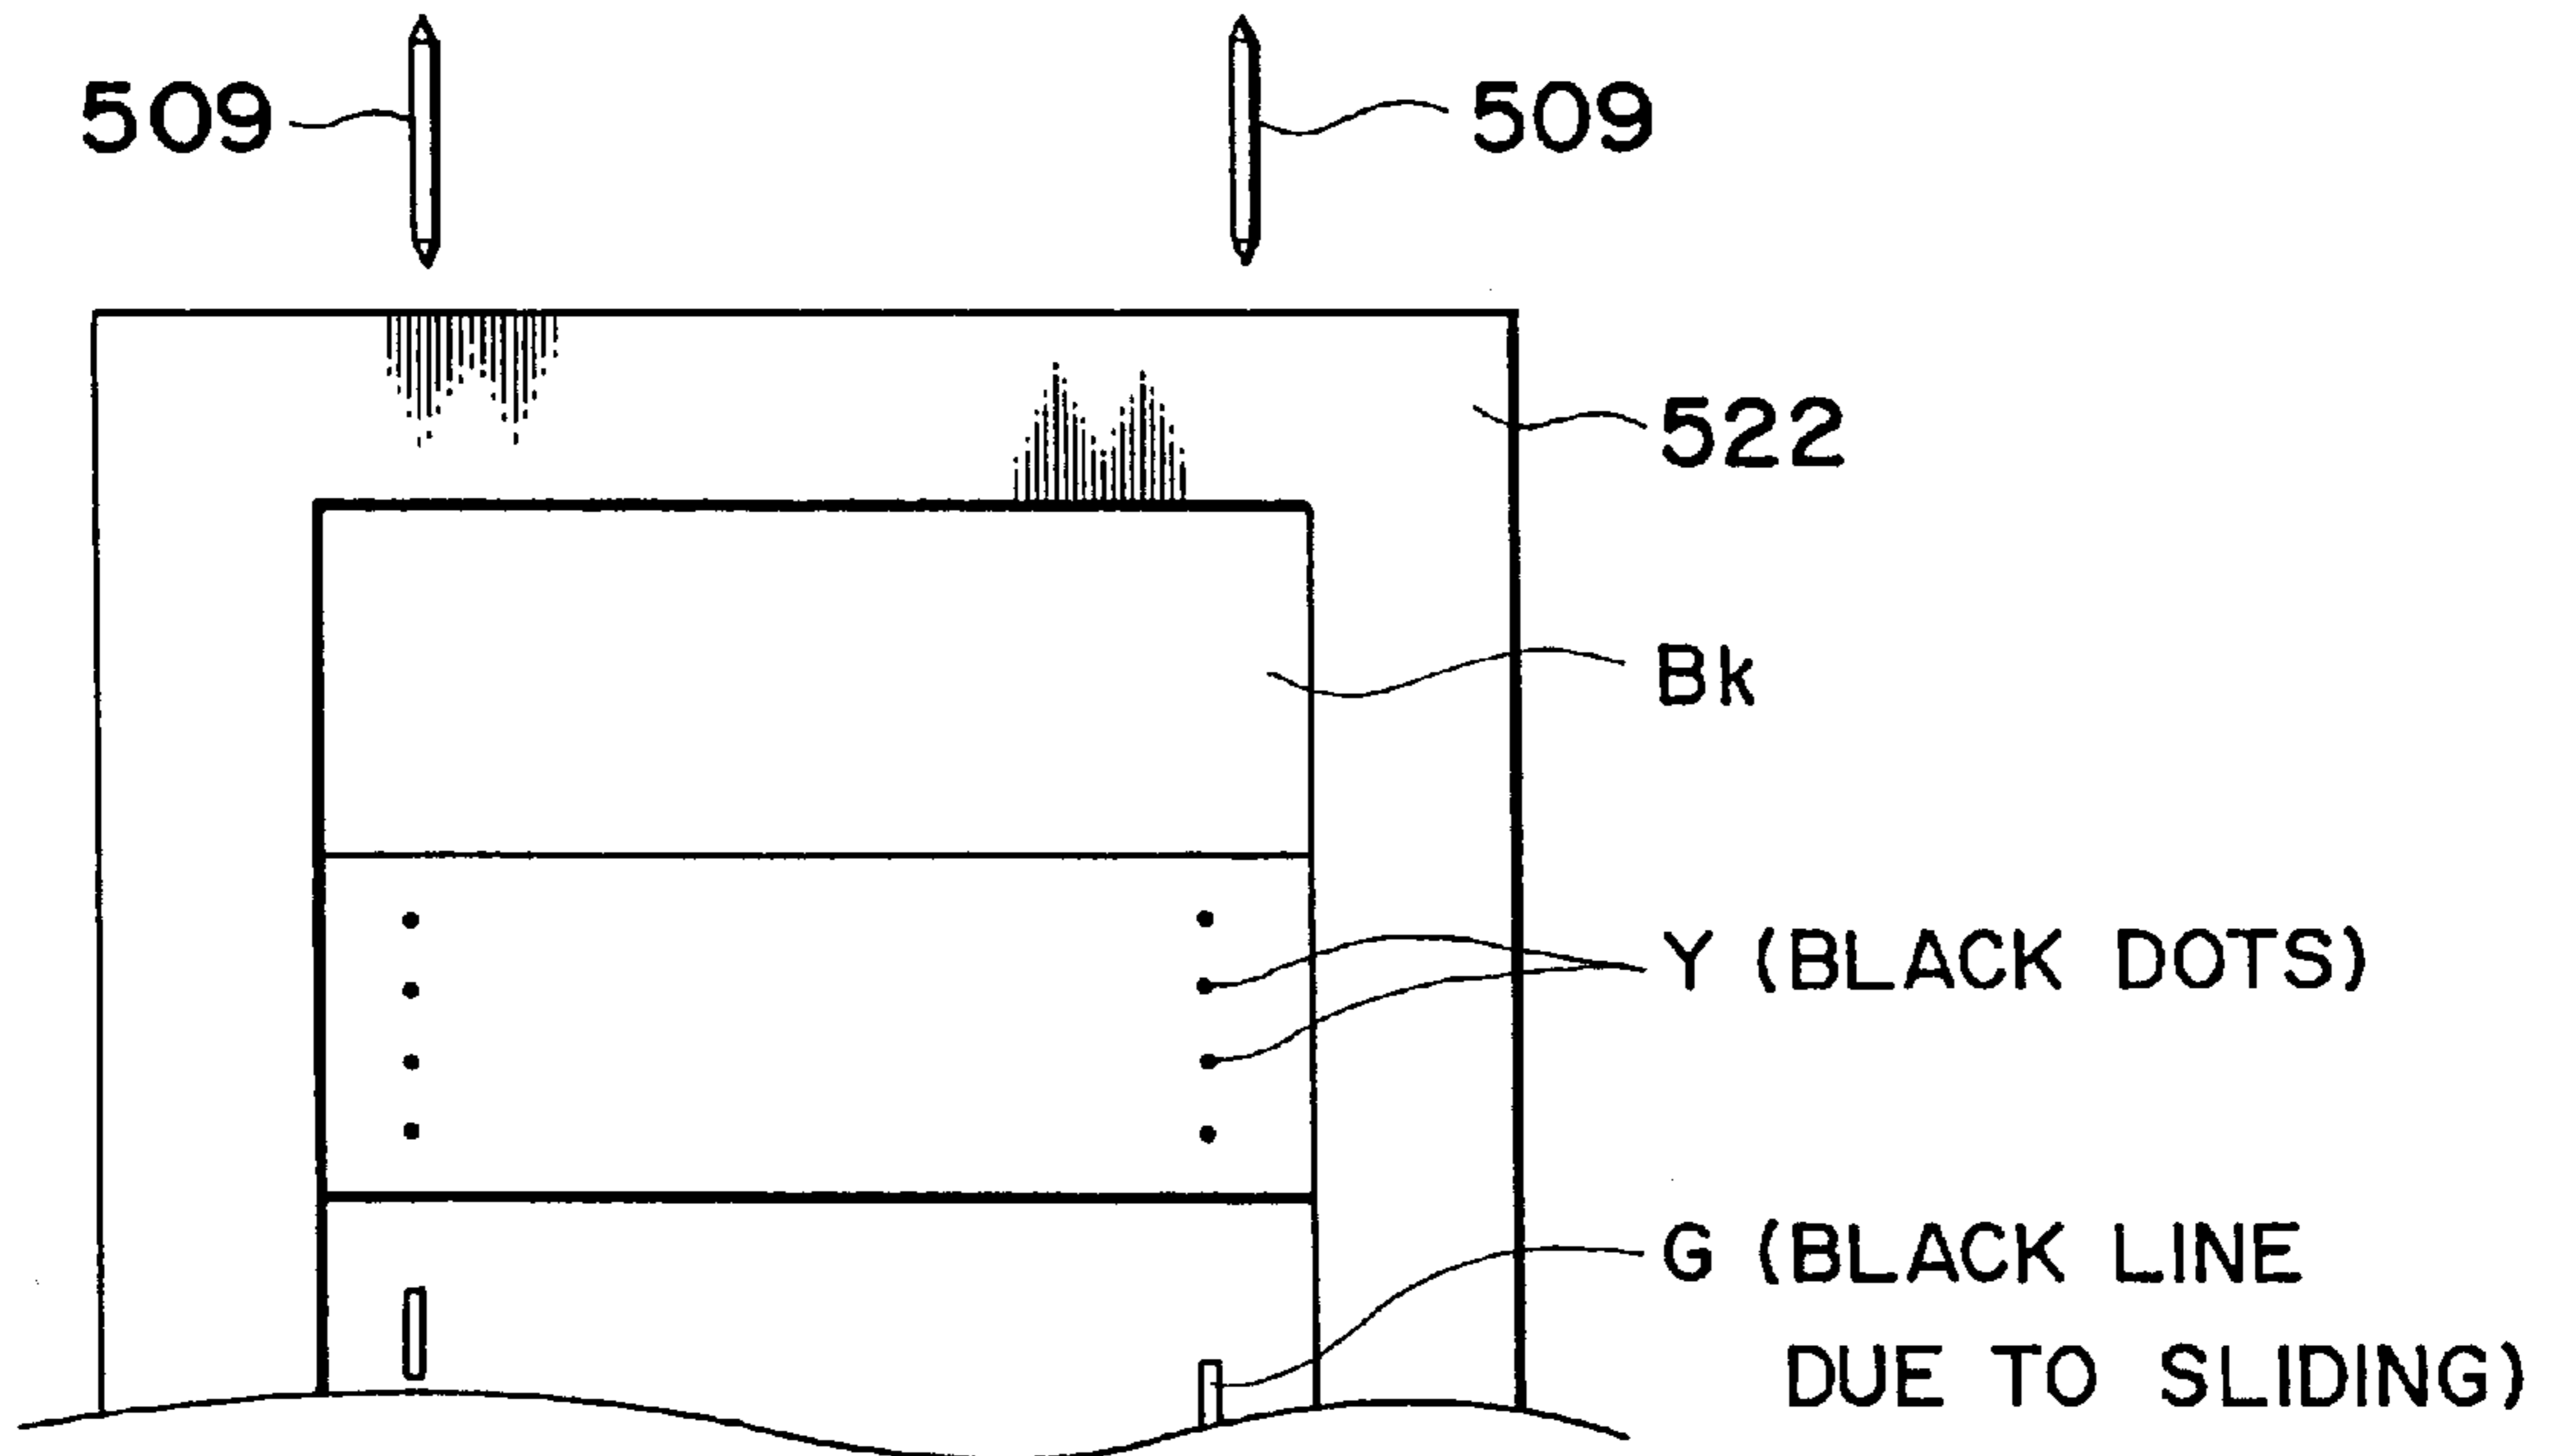 509
509
522
Bk
Y (BLACK DOTS)
G (BLACK LINE
DUE TO SLIDING)